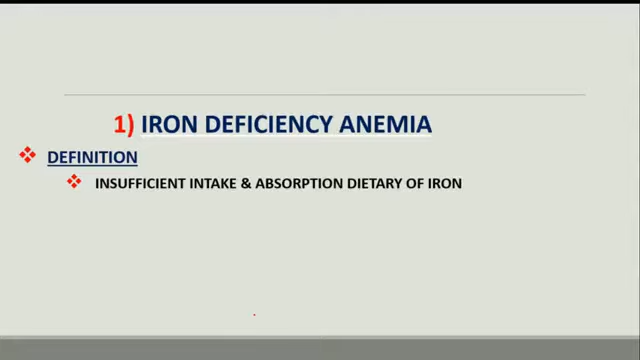 1) IRON DEFICIENCY ANEMIA
DEFINITION
INSUFFICIENT INTAKE & ABSORPTION DIETARY OF IRON